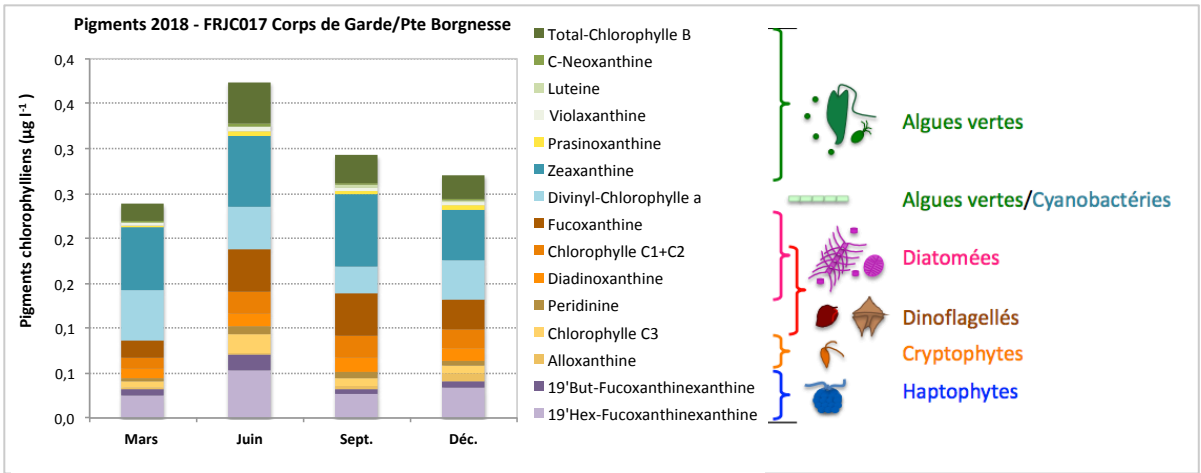 Pigments 2018 - FRJC017 Corps de Garde/Pte Borgnesse
Pigments chlorophylliens (µg l-1)
0,4
0,4
0,3
0,3
0,2
0,2
0,1
0,1
0,0
Mars Juin Sept. Déc.
Total-Chlorophylle B
C-Neoxanthine
Luteine
Violaxanthine
Prasinoxanthine
Zeaxanthine
Divinyl-Chlorophylle a
Fucoxanthine
Chlorophylle C1+C2
Diadinoxanthine
Peridinine
Chlorophylle C3
Alloxanthine
19'But-Fucoxanthinexanthine
19'Hex-Fucoxanthinexanthine
Algues vertes
Algues vertes/Cyanobactéries
Diatomées
Dinoflagellés
Cryptophytes
Haptophytes